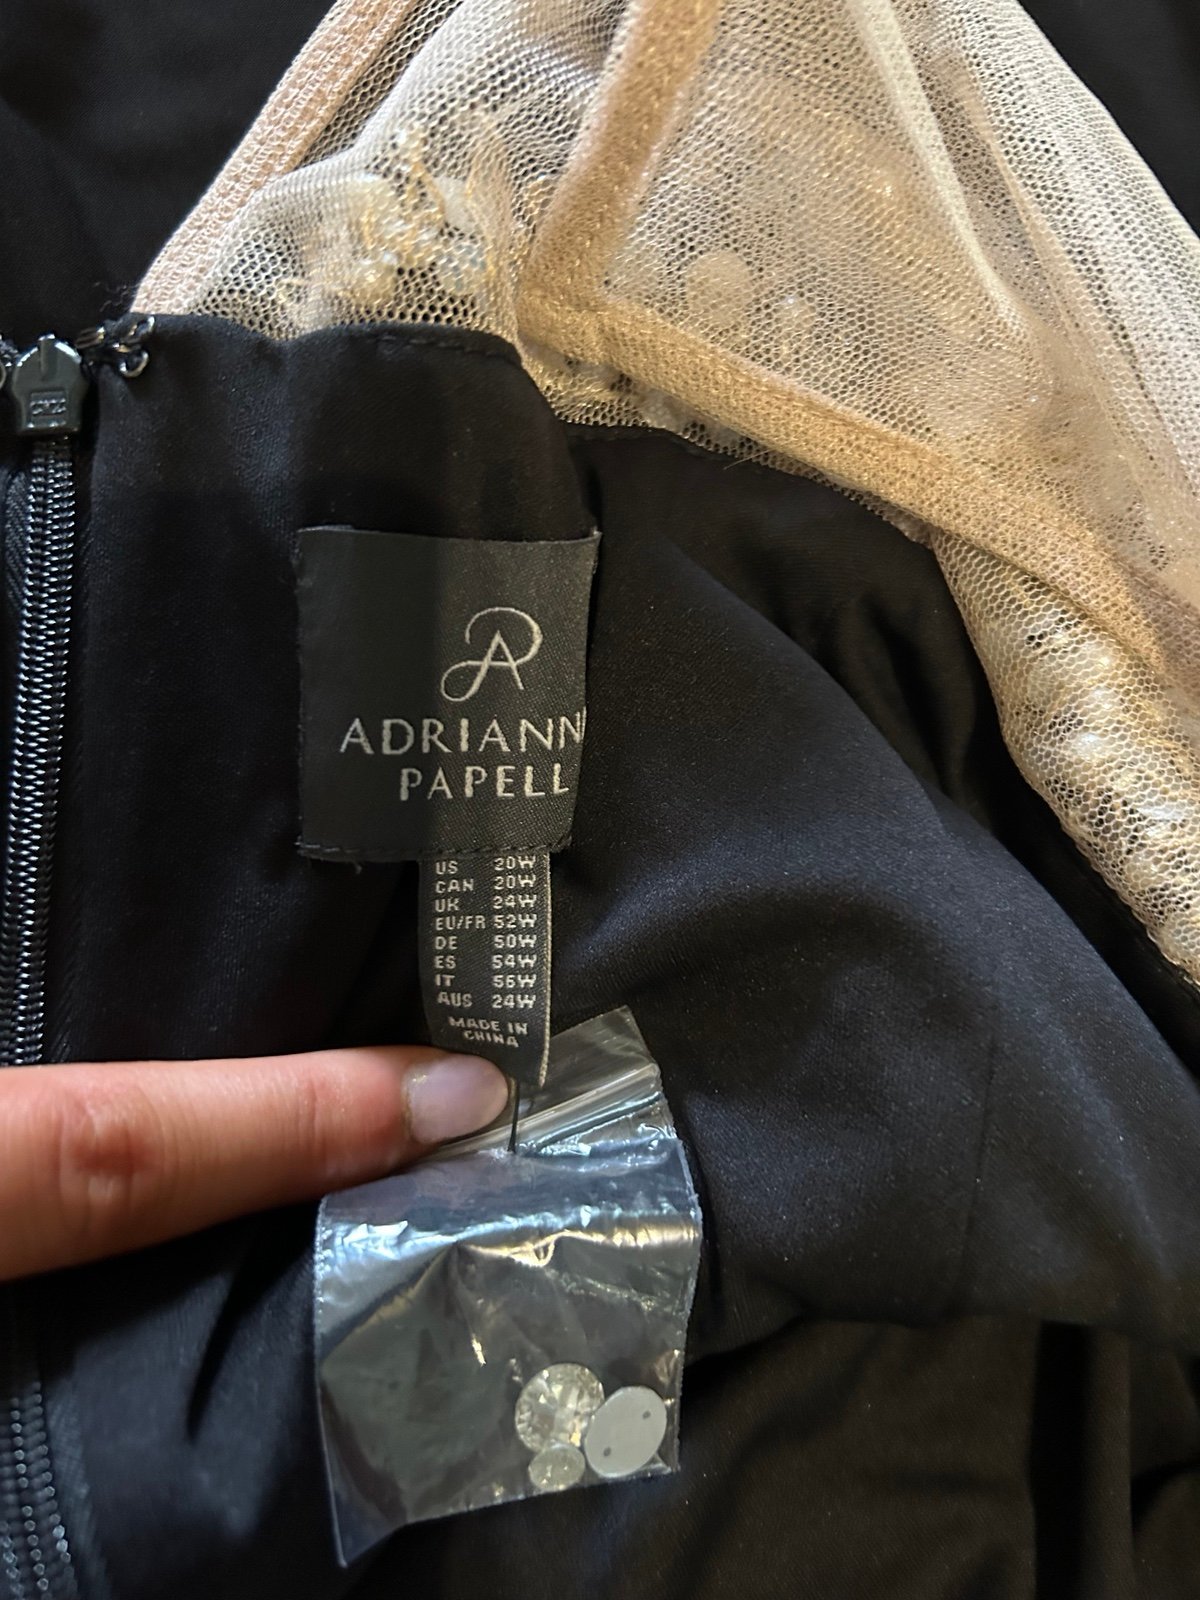 ADRIANN
PAPELL
US 20W
CAN 20W
UK 24W
EU/FR 52W
DE 50W
ES 54W
IT 56W
AUS 24W
MADE IN
CHINA